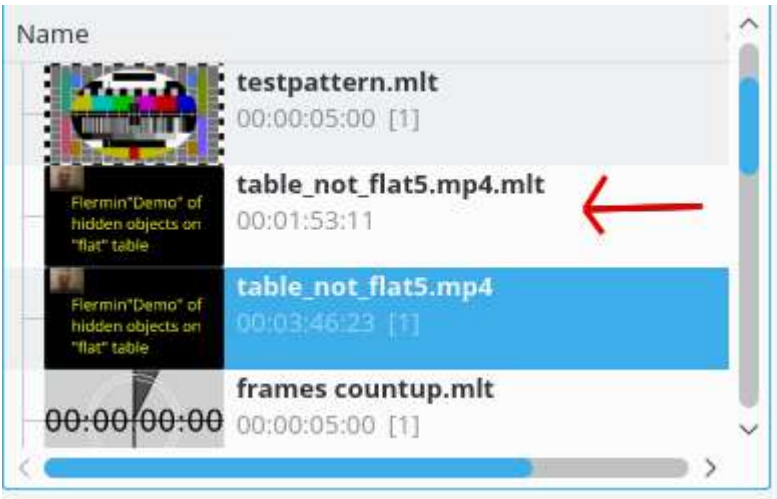 Name
testpattern.mlt
00:00:05:00 [1]
Flermin"Demo" of
hidden objects on
"flat" table
table_not_flat5.mp4.mlt
00:01:53:11
Flermin"Demo" of
hidden objects on
"flat" table
table_not_flat5.mp4
00:03:46:23 [1]
00:00:00:00
frames countup.mlt
00:00:05:00 [1]